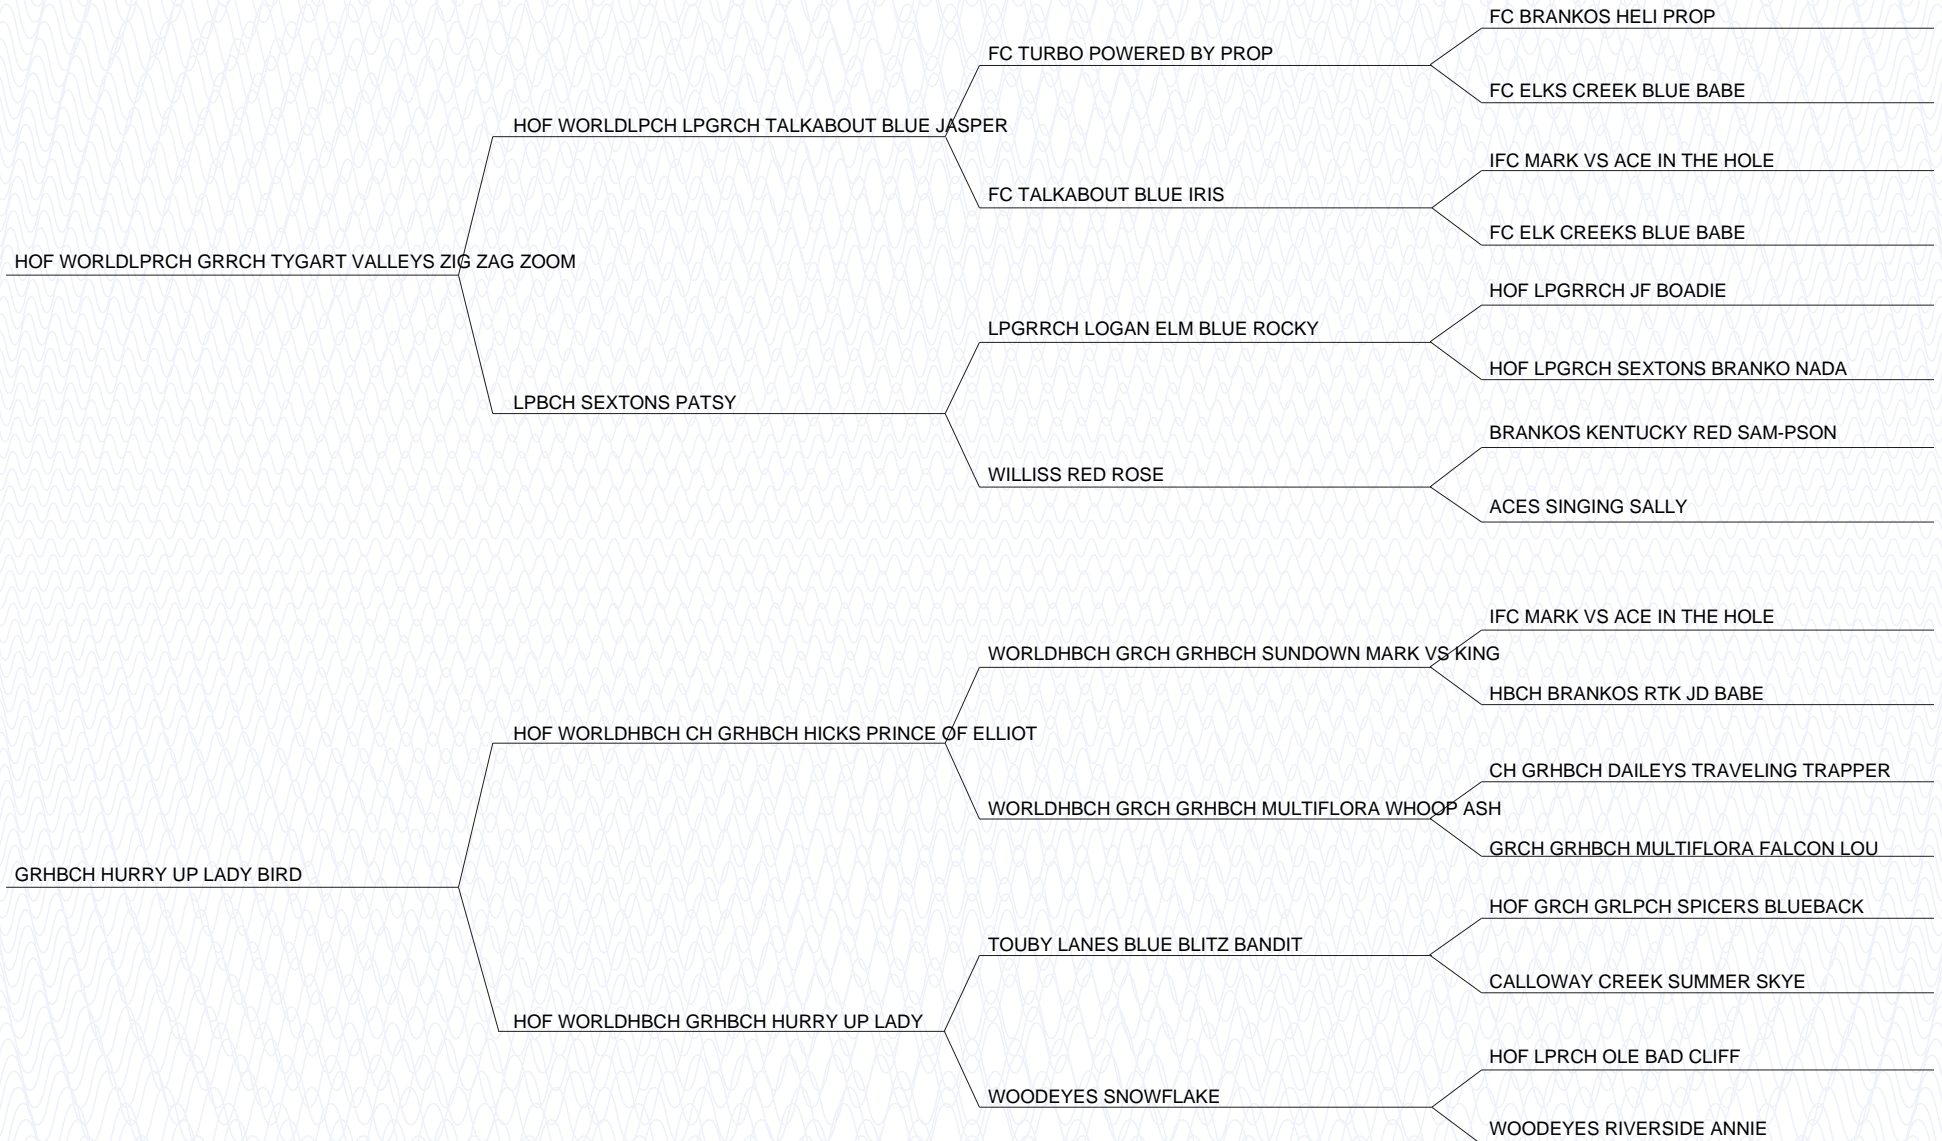 FC BRANKOS HELI PROP
FC TURBO POWERED BY PROP
FC ELKS CREEK BLUE BABE
HOF WORLDLPCH LPGRCH TALKABOUT BLUE JASPER
IFC MARK VS ACE IN THE HOLE
FC TALKABOUT BLUE IRIS
FC ELK CREEKS BLUE BABE
HOF WORLDLPRCH GRRCH TYGART VALLEYS ZIG ZAG ZOOM
HOF LPGRRCH JF BOADIE
LPGRRCH LOGAN ELM BLUE ROCKY
HOF LPGRCH SEXTONS BRANKO NADA
LPBCH SEXTONS PATSY
BRANKOS KENTUCKY RED SAM-PSON
WILLISS RED ROSE
ACES SINGING SALLY
IFC MARK VS ACE IN THE HOLE
WORLDHBCH GRCH GRHBCH SUNDOWN MARK VS KING
HBCH BRANKOS RTK JD BABE
HOF WORLDHBCH CH GRHBCH HICKS PRINCE OF ELLIOT
CH GRHBCH DAILEYS TRAVELING TRAPPER
WORLDHBCH GRCH GRHBCH MULTIFLORA WHOOP ASH
GRCH GRHBCH MULTIFLORA FALCON LOU
GRHBCH HURRY UP LADY BIRD
HOF GRCH GRLPCH SPICERS BLUEBACK
TOUBY LANES BLUE BLITZ BANDIT
CALLOWAY CREEK SUMMER SKYE
HOF WORLDHBCH GRHBCH HURRY UP LADY
HOF LPRCH OLE BAD CLIFF
WOODEYES SNOWFLAKE
WOODEYES RIVERSIDE ANNIE